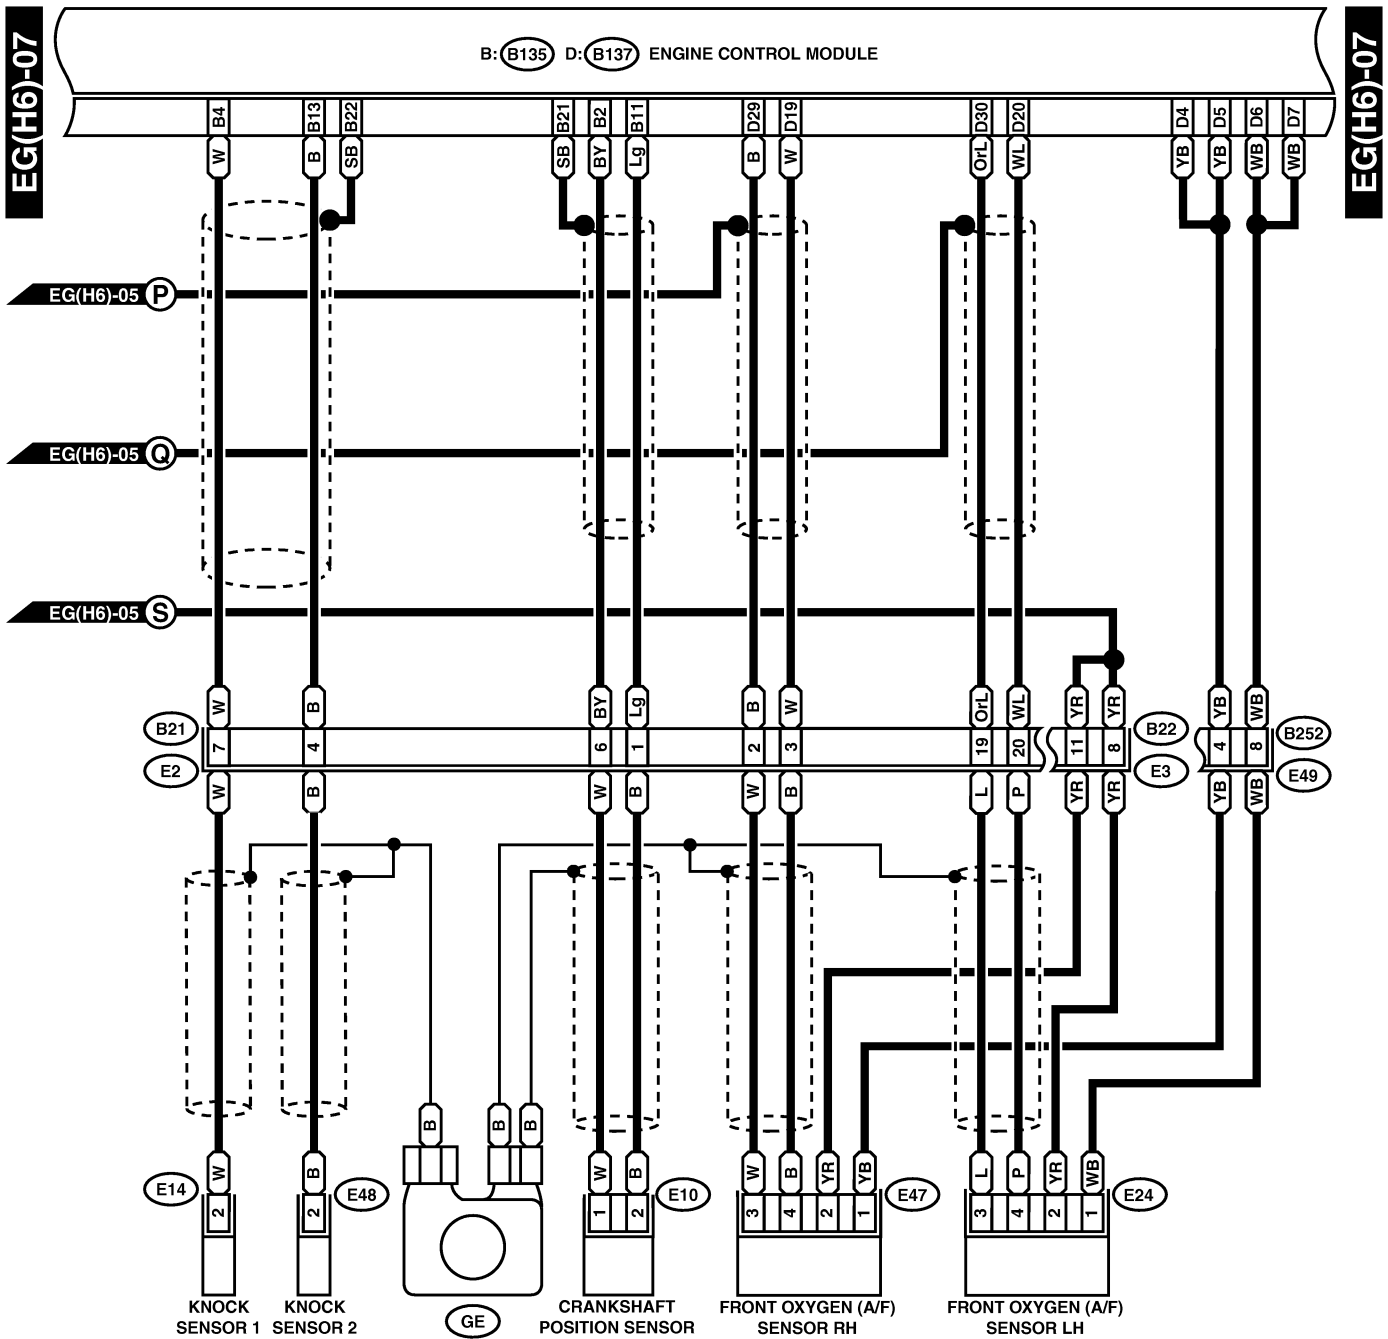 EG(H6)-07
B: B135 D: B137 ENGINE CONTROL MODULE
EG(H6)-07
B4 B13 B22 B21 B2 B11 D29 D19 D30 D20 D4 D5 D6 D7
W B SB SB BY Lg B W OrL WL YB YB WB WB
EG(H6)-05 P
EG(H6)-05 Q
EG(H6)-05 S
W B BY Lg B W OrL WL YR YR YB WB
B21 7 4 6 1 2 3 19 20 11 8 B22 4 8 B252
E2 E3 E49
W B W B W B L P YR YR YB WB
B B B
W B W B W B YR YB L P YR WB
E14 2 2 E48 1 2 E10 3 4 2 1 E47 3 4 2 1 E24
KNOCK SENSOR 1
KNOCK SENSOR 2
GE
CRANKSHAFT POSITION SENSOR
FRONT OXYGEN (A/F) SENSOR RH
FRONT OXYGEN (A/F) SENSOR LH